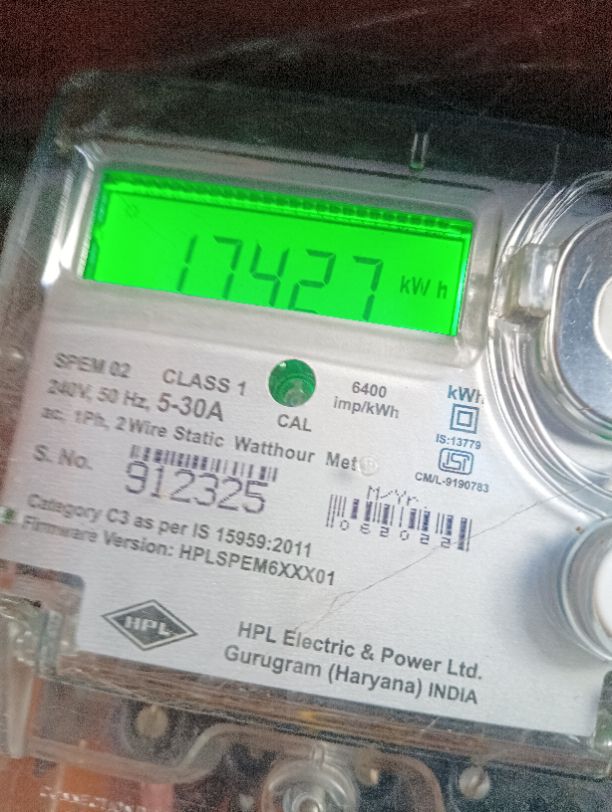 17427 kWh
SPEM 02 CLASS 1
240V, 50 Hz, 5-30A
CAL
6400
imp/kWh
kWh
IS:13779
ISI
CM/L-9190783
ac, 1Ph, 2 Wire Static Watthour
S. No.
912325
M/Yr.
Category C3 as per IS 15959:2011
Firmware Version: HPLSPEM6XXX01
HPL
HPL Electric & Power Ltd.
Gurugram (Haryana) INDIA